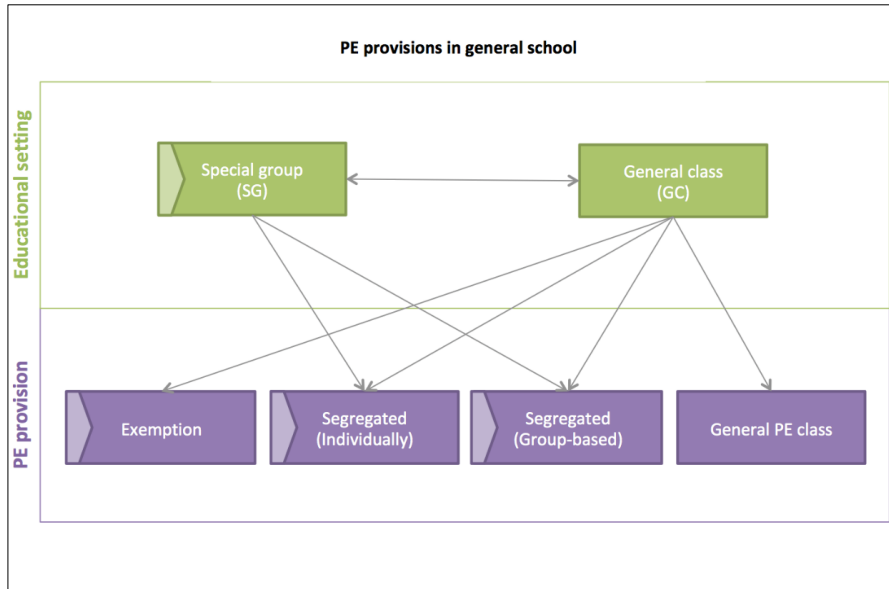 PE provisions in general school
Educational setting
Special group
(SG)
General class
(GC)
PE provision
Exemption
Segregated
(Individually)
Segregated
(Group-based)
General PE class